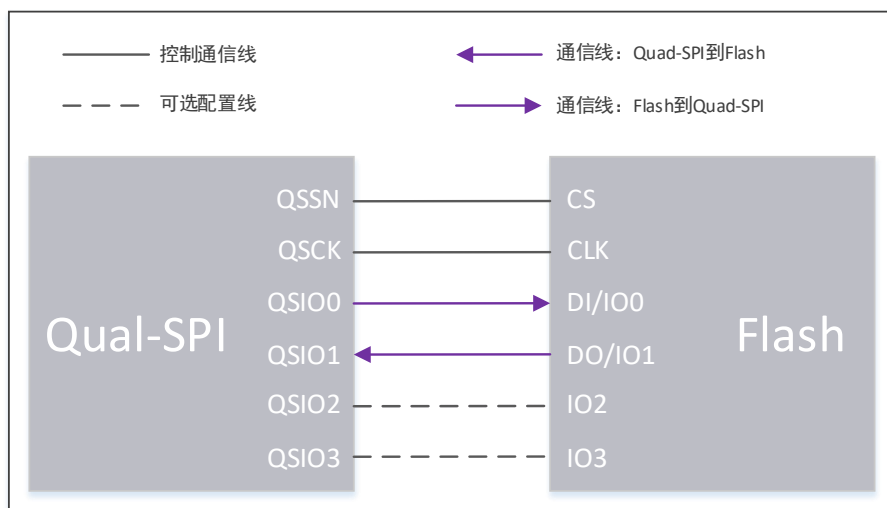 控制通信线
通信线：Quad-SPI到Flash
可选配置线
通信线：Flash到Quad-SPI
QSSN
CS
QSCK
CLK
QSIO0
DI/IO0
Qual-SPI
Flash
QSIO1
DO/IO1
QSIO2
IO2
QSIO3
IO3